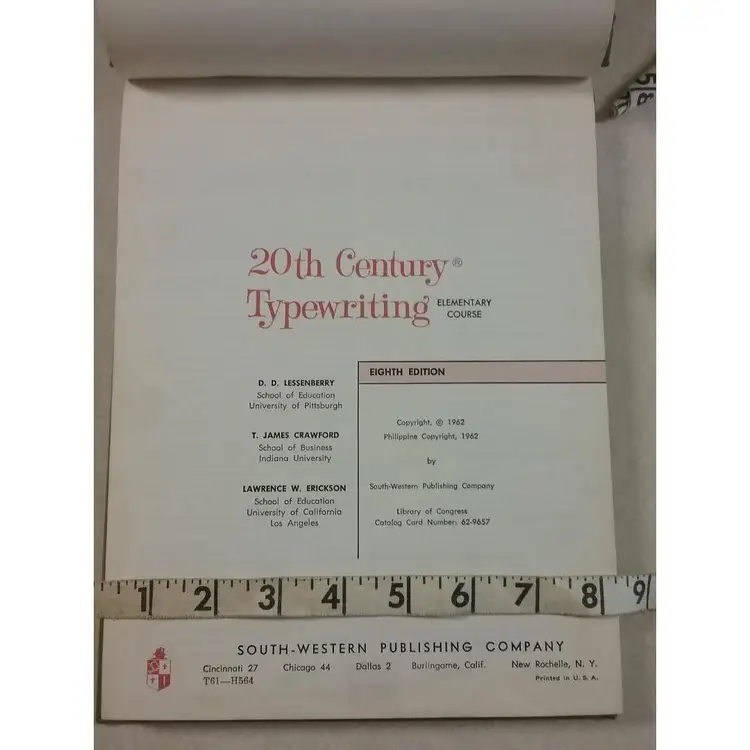 20th Century®
Typewriting ELEMENTARY
COURSE
D. D. LESSENBERRY
School of Education
University of Pittsburgh
T. JAMES CRAWFORD
School of Business
Indiana University
LAWRENCE W. ERICKSON
School of Education
University of California
Los Angeles
EIGHTH EDITION
Copyright, © 1962
Philippine Copyright, 1962
by
South-Western Publishing Company
Library of Congress
Catalog Card Number: 62-9657
1 2 3 4 5 6 7 8 9
SOUTH-WESTERN PUBLISHING COMPANY
Cincinnati 27 Chicago 44 Dallas 2 Burlingame, Calif. New Rochelle, N. Y.
T61—H564 Printed in U. S. A.